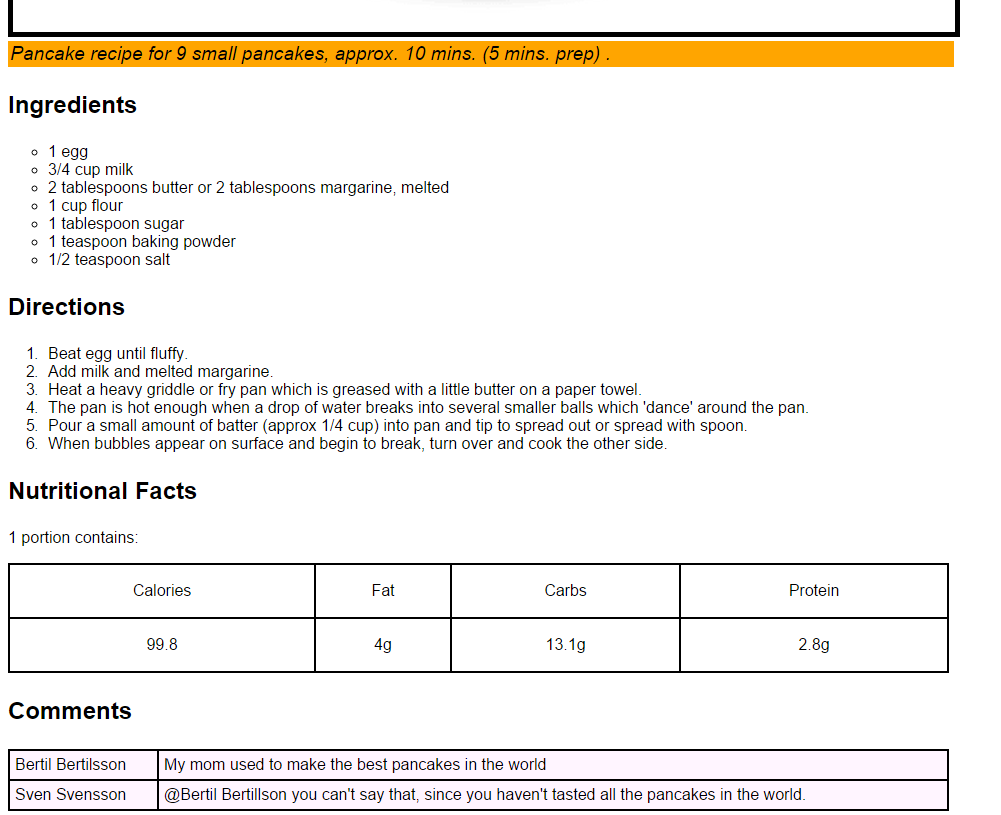 Pancake recipe for 9 small pancakes, approx. 10 mins. (5 mins. prep) .
Ingredients
1 egg
3/4 cup milk
2 tablespoons butter or 2 tablespoons margarine, melted
1 cup flour
1 tablespoon sugar
1 teaspoon baking powder
1/2 teaspoon salt
Directions
1. Beat egg until fluffy.
2. Add milk and melted margarine.
3. Heat a heavy griddle or fry pan which is greased with a little butter on a paper towel.
4. The pan is hot enough when a drop of water breaks into several smaller balls which 'dance' around the pan.
5. Pour a small amount of batter (approx 1/4 cup) into pan and tip to spread out or spread with spoon.
6. When bubbles appear on surface and begin to break, turn over and cook the other side.
Nutritional Facts
1 portion contains:
Calories Fat Carbs Protein
99.8 4g 13.1g 2.8g
Comments
Bertil Bertilsson My mom used to make the best pancakes in the world
Sven Svensson @Bertil Bertillson you can't say that, since you haven't tasted all the pancakes in the world.